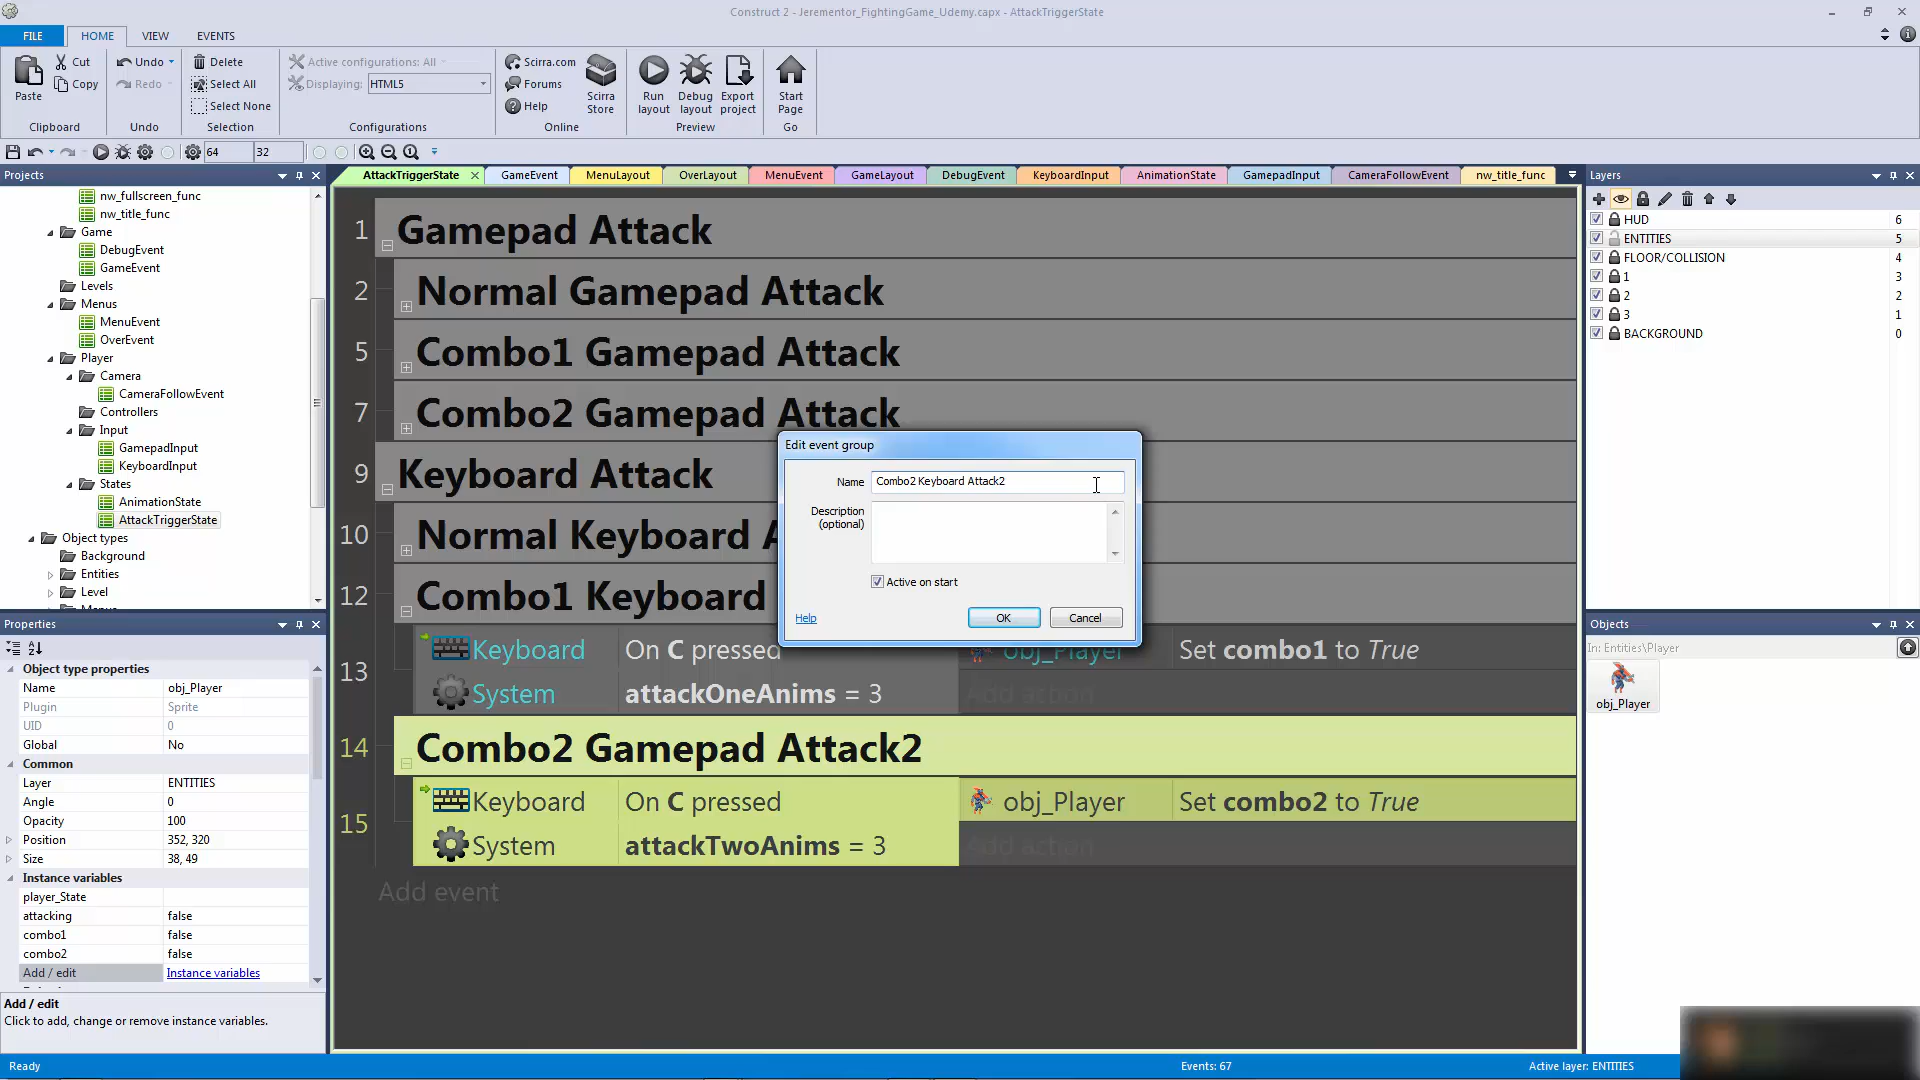 Construct 2 - Jerementor_FightingGame_Udemy.capx - AttackTriggerState
FILE HOME VIEW EVENTS
Paste Cut Copy Clipboard
Undo Redo Undo
Delete Select All Select None Selection
Active configurations: All
Displaying: HTML5
Configurations
Scirra.com Forums Help Scirra Store Online
Run layout Debug layout Export project Preview
Start Page Go
64 32
Projects
nw_fullscreen_func
nw_title_func
Game
DebugEvent
GameEvent
Levels
Menus
MenuEvent
OverEvent
Player
Camera
CameraFollowEvent
Controllers
Input
GamepadInput
KeyboardInput
States
AnimationState
AttackTriggerState
Object types
Background
Entities
Level
Properties
Object type properties
Name obj_Player
Plugin Sprite
UID 0
Global No
Common
Layer ENTITIES
Angle 0
Opacity 100
Position 352, 320
Size 38, 49
Instance variables
player_State
attacking false
combo1 false
combo2 false
Add / edit Instance variables
Add / edit
Click to add, change or remove instance variables.
AttackTriggerState GameEvent MenuLayout OverLayout MenuEvent GameLayout DebugEvent KeyboardInput AnimationState GamepadInput CameraFollowEvent nw_title_func
1 Gamepad Attack
2 Normal Gamepad Attack
5 Combo1 Gamepad Attack
7 Combo2 Gamepad Attack
9 Keyboard Attack
10 Normal Keyboard A
12 Combo1 Keyboard
13 Keyboard On C pressed obj_Player Set combo1 to True
System attackOneAnims = 3 Add action
14 Combo2 Gamepad Attack2
15 Keyboard On C pressed obj_Player Set combo2 to True
System attackTwoAnims = 3 Add action
Add event
Edit event group
Name Combo2 Keyboard Attack2
Description (optional)
Active on start
Help OK Cancel
Layers
HUD 6
ENTITIES 5
FLOOR/COLLISION 4
1 3
2 2
3 1
BACKGROUND 0
Objects
In: Entities\Player
obj_Player
Ready Events: 67 Active layer: ENTITIES